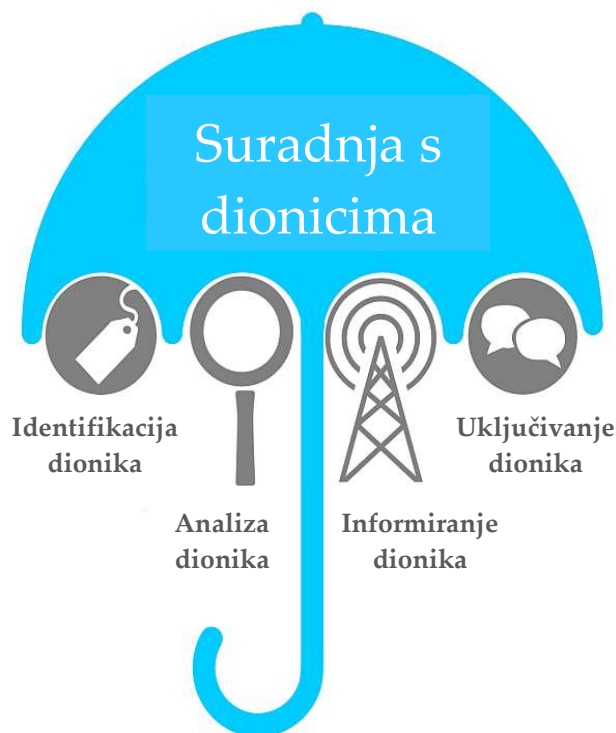 Suradnja s
dionicima
Identifikacija
dionika
Analiza
dionika
Informiranje
dionika
Uključivanje
dionika